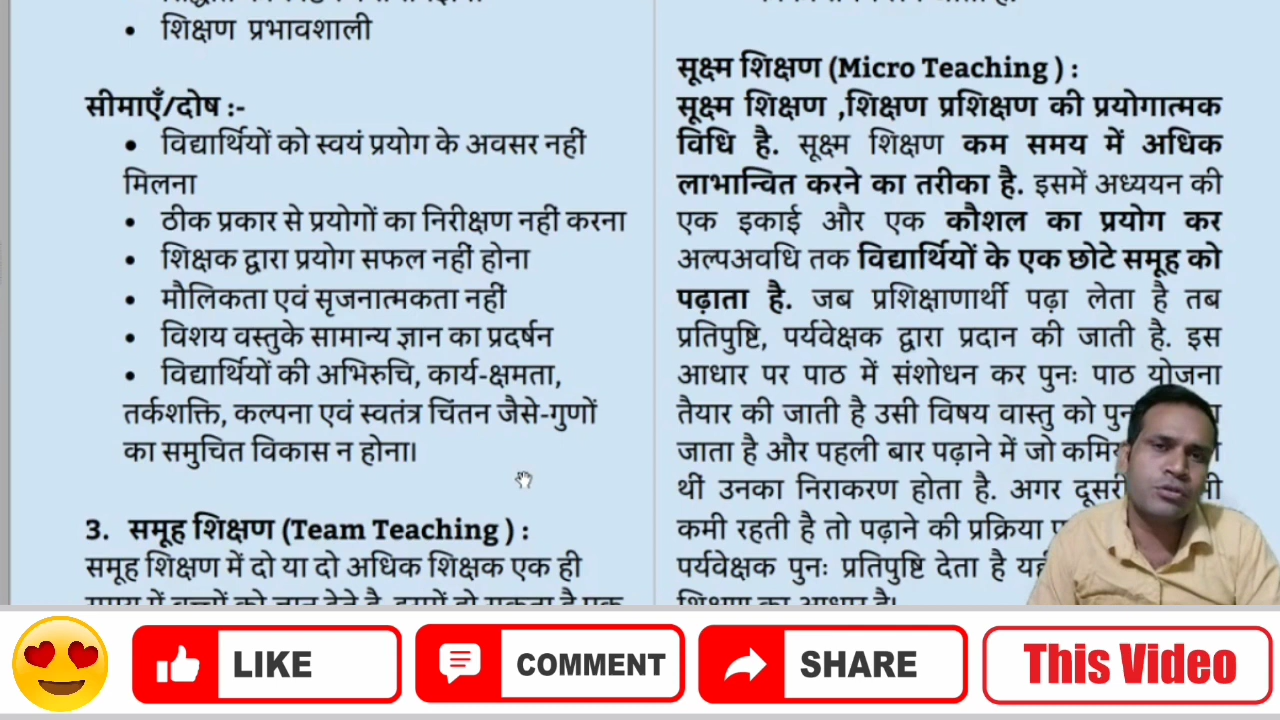 शिक्षण प्रभावशाली
सीमाएँ/दोष :-
विद्यार्थियों को स्वयं प्रयोग के अवसर नहीं
मिलना
ठीक प्रकार से प्रयोगों का निरीक्षण नहीं करना
शिक्षक द्वारा प्रयोग सफल नहीं होना
मौलिकता एवं सृजनात्मकता नहीं
विशय वस्तुके सामान्य ज्ञान का प्रदर्षन
विद्यार्थियों की अभिरुचि, कार्य-क्षमता,
तर्कशक्ति, कल्पना एवं स्वतंत्र चिंतन जैसे-गुणों
का समुचित विकास न होना।
3. समूह शिक्षण (Team Teaching ) :
समूह शिक्षण में दो या दो अधिक शिक्षक एक ही
सूक्ष्म शिक्षण (Micro Teaching ) :
सूक्ष्म शिक्षण ,शिक्षण प्रशिक्षण की प्रयोगात्मक
विधि है. सूक्ष्म शिक्षण कम समय में अधिक
लाभान्वित करने का तरीका है. इसमें अध्ययन की
एक इकाई और एक कौशल का प्रयोग कर
अल्पअवधि तक विद्यार्थियों के एक छोटे समूह को
पढ़ाता है. जब प्रशिक्षाणार्थी पढ़ा लेता है तब
प्रतिपुष्टि, पर्यवेक्षक द्वारा प्रदान की जाती है. इस
आधार पर पाठ में संशोधन कर पुनः पाठ योजना
तैयार की जाती है उसी विषय वास्तु को
जाता है और पहली बार पढ़ाने में जो
थीं उनका निराकरण होता है. अगर
कमी रहती है तो पढ़ाने की प्रक्रिया
पर्यवेक्षक पुनः प्रतिपुष्टि देता है
शिक्षण का आधार है।
LIKE
COMMENT
SHARE
This Video